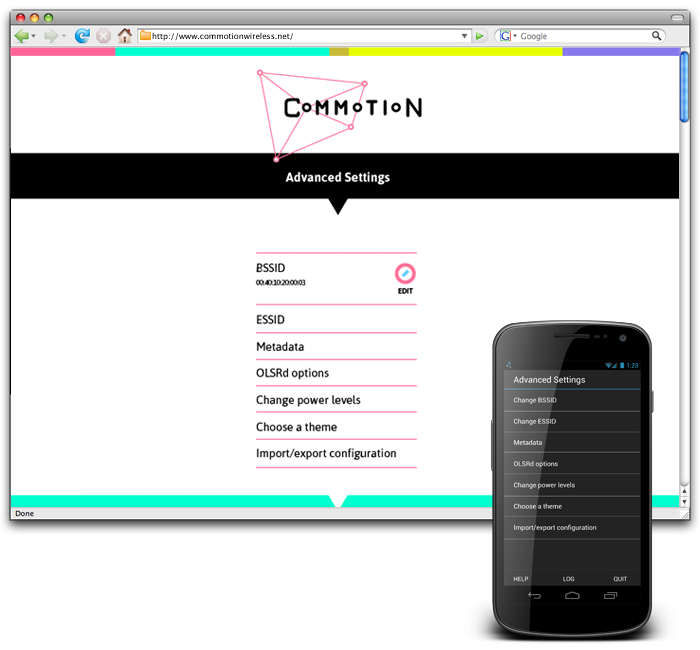 http://www.commotionwireless.net/
Google
COMMOTION
Advanced Settings
BSSID
00:40:10:20:00:03
EDIT
ESSID
Metadata
OLSRd options
Change power levels
Choose a theme
Import/export configuration
Done
1:23
Advanced Settings
Change BSSID
Change ESSID
Metadata
OLSRd options
Change power levels
Choose a theme
Import/export configuration
HELP LOG QUIT